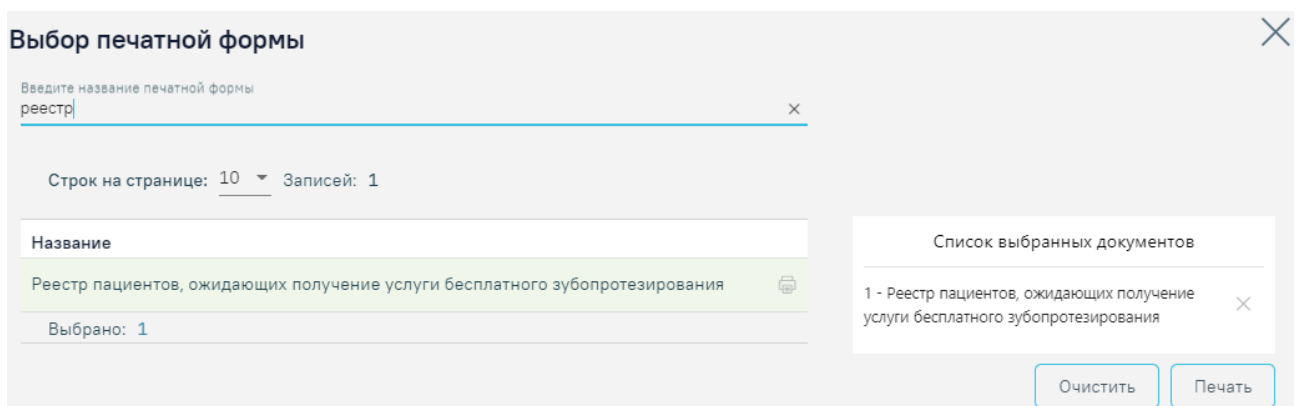 Выбор печатной формы
Введите название печатной формы
реестр
Строк на странице: 10 Записей: 1
Название
Реестр пациентов, ожидающих получение услуги бесплатного зубопротезирования
Выбрано: 1
Список выбранных документов
1 - Реестр пациентов, ожидающих получение
услуги бесплатного зубопротезирования
Очистить
Печать